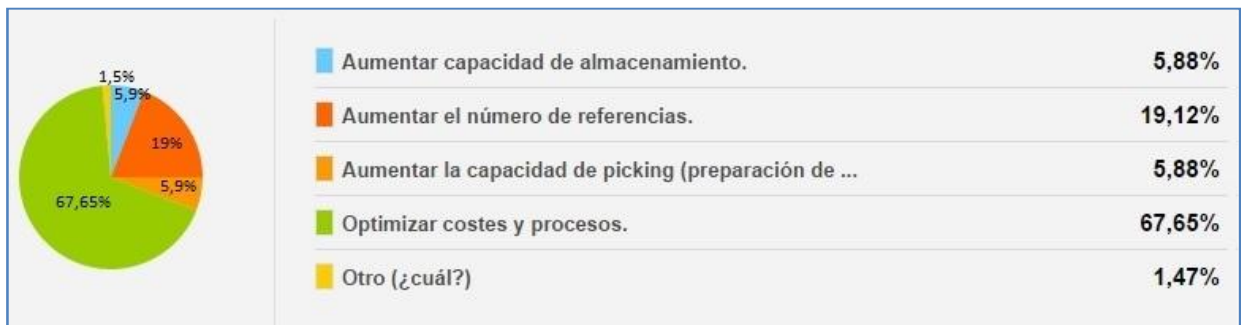 1,5%
5,9%
19%
5,9%
67,65%
Aumentar capacidad de almacenamiento. 5,88%
Aumentar el número de referencias. 19,12%
Aumentar la capacidad de picking (preparación de ... 5,88%
Optimizar costes y procesos. 67,65%
Otro (¿cuál?) 1,47%